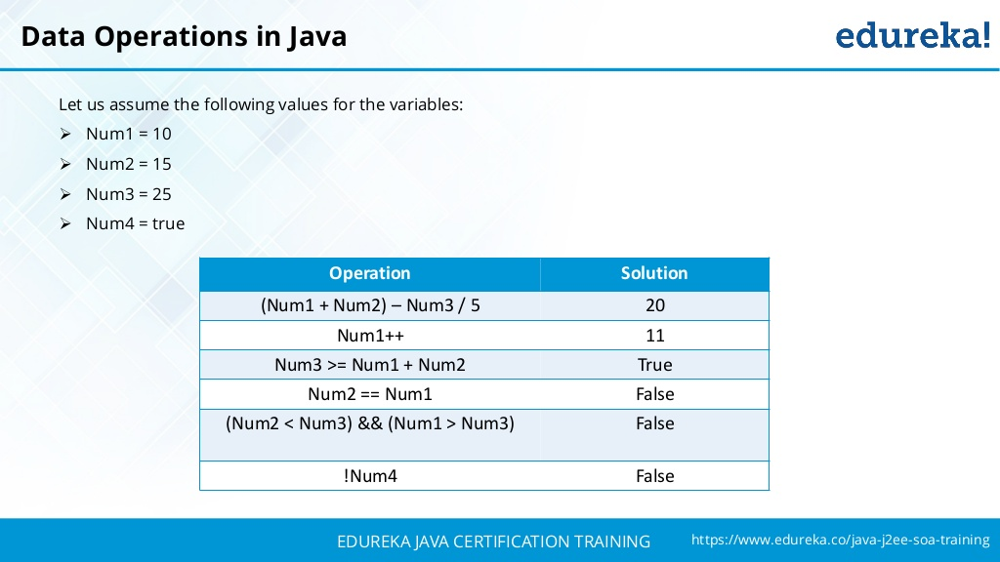 Data Operations in Java
edureka!
Let us assume the following values for the variables:
➢ Num1 = 10
➢ Num2 = 15
➢ Num3 = 25
➢ Num4 = true
Operation Solution
(Num1 + Num2) – Num3 / 5 20
Num1++ 11
Num3 >= Num1 + Num2 True
Num2 == Num1 False
(Num2 < Num3) && (Num1 > Num3) False
!Num4 False
EDUREKA JAVA CERTIFICATION TRAINING https://www.edureka.co/java-j2ee-soa-training